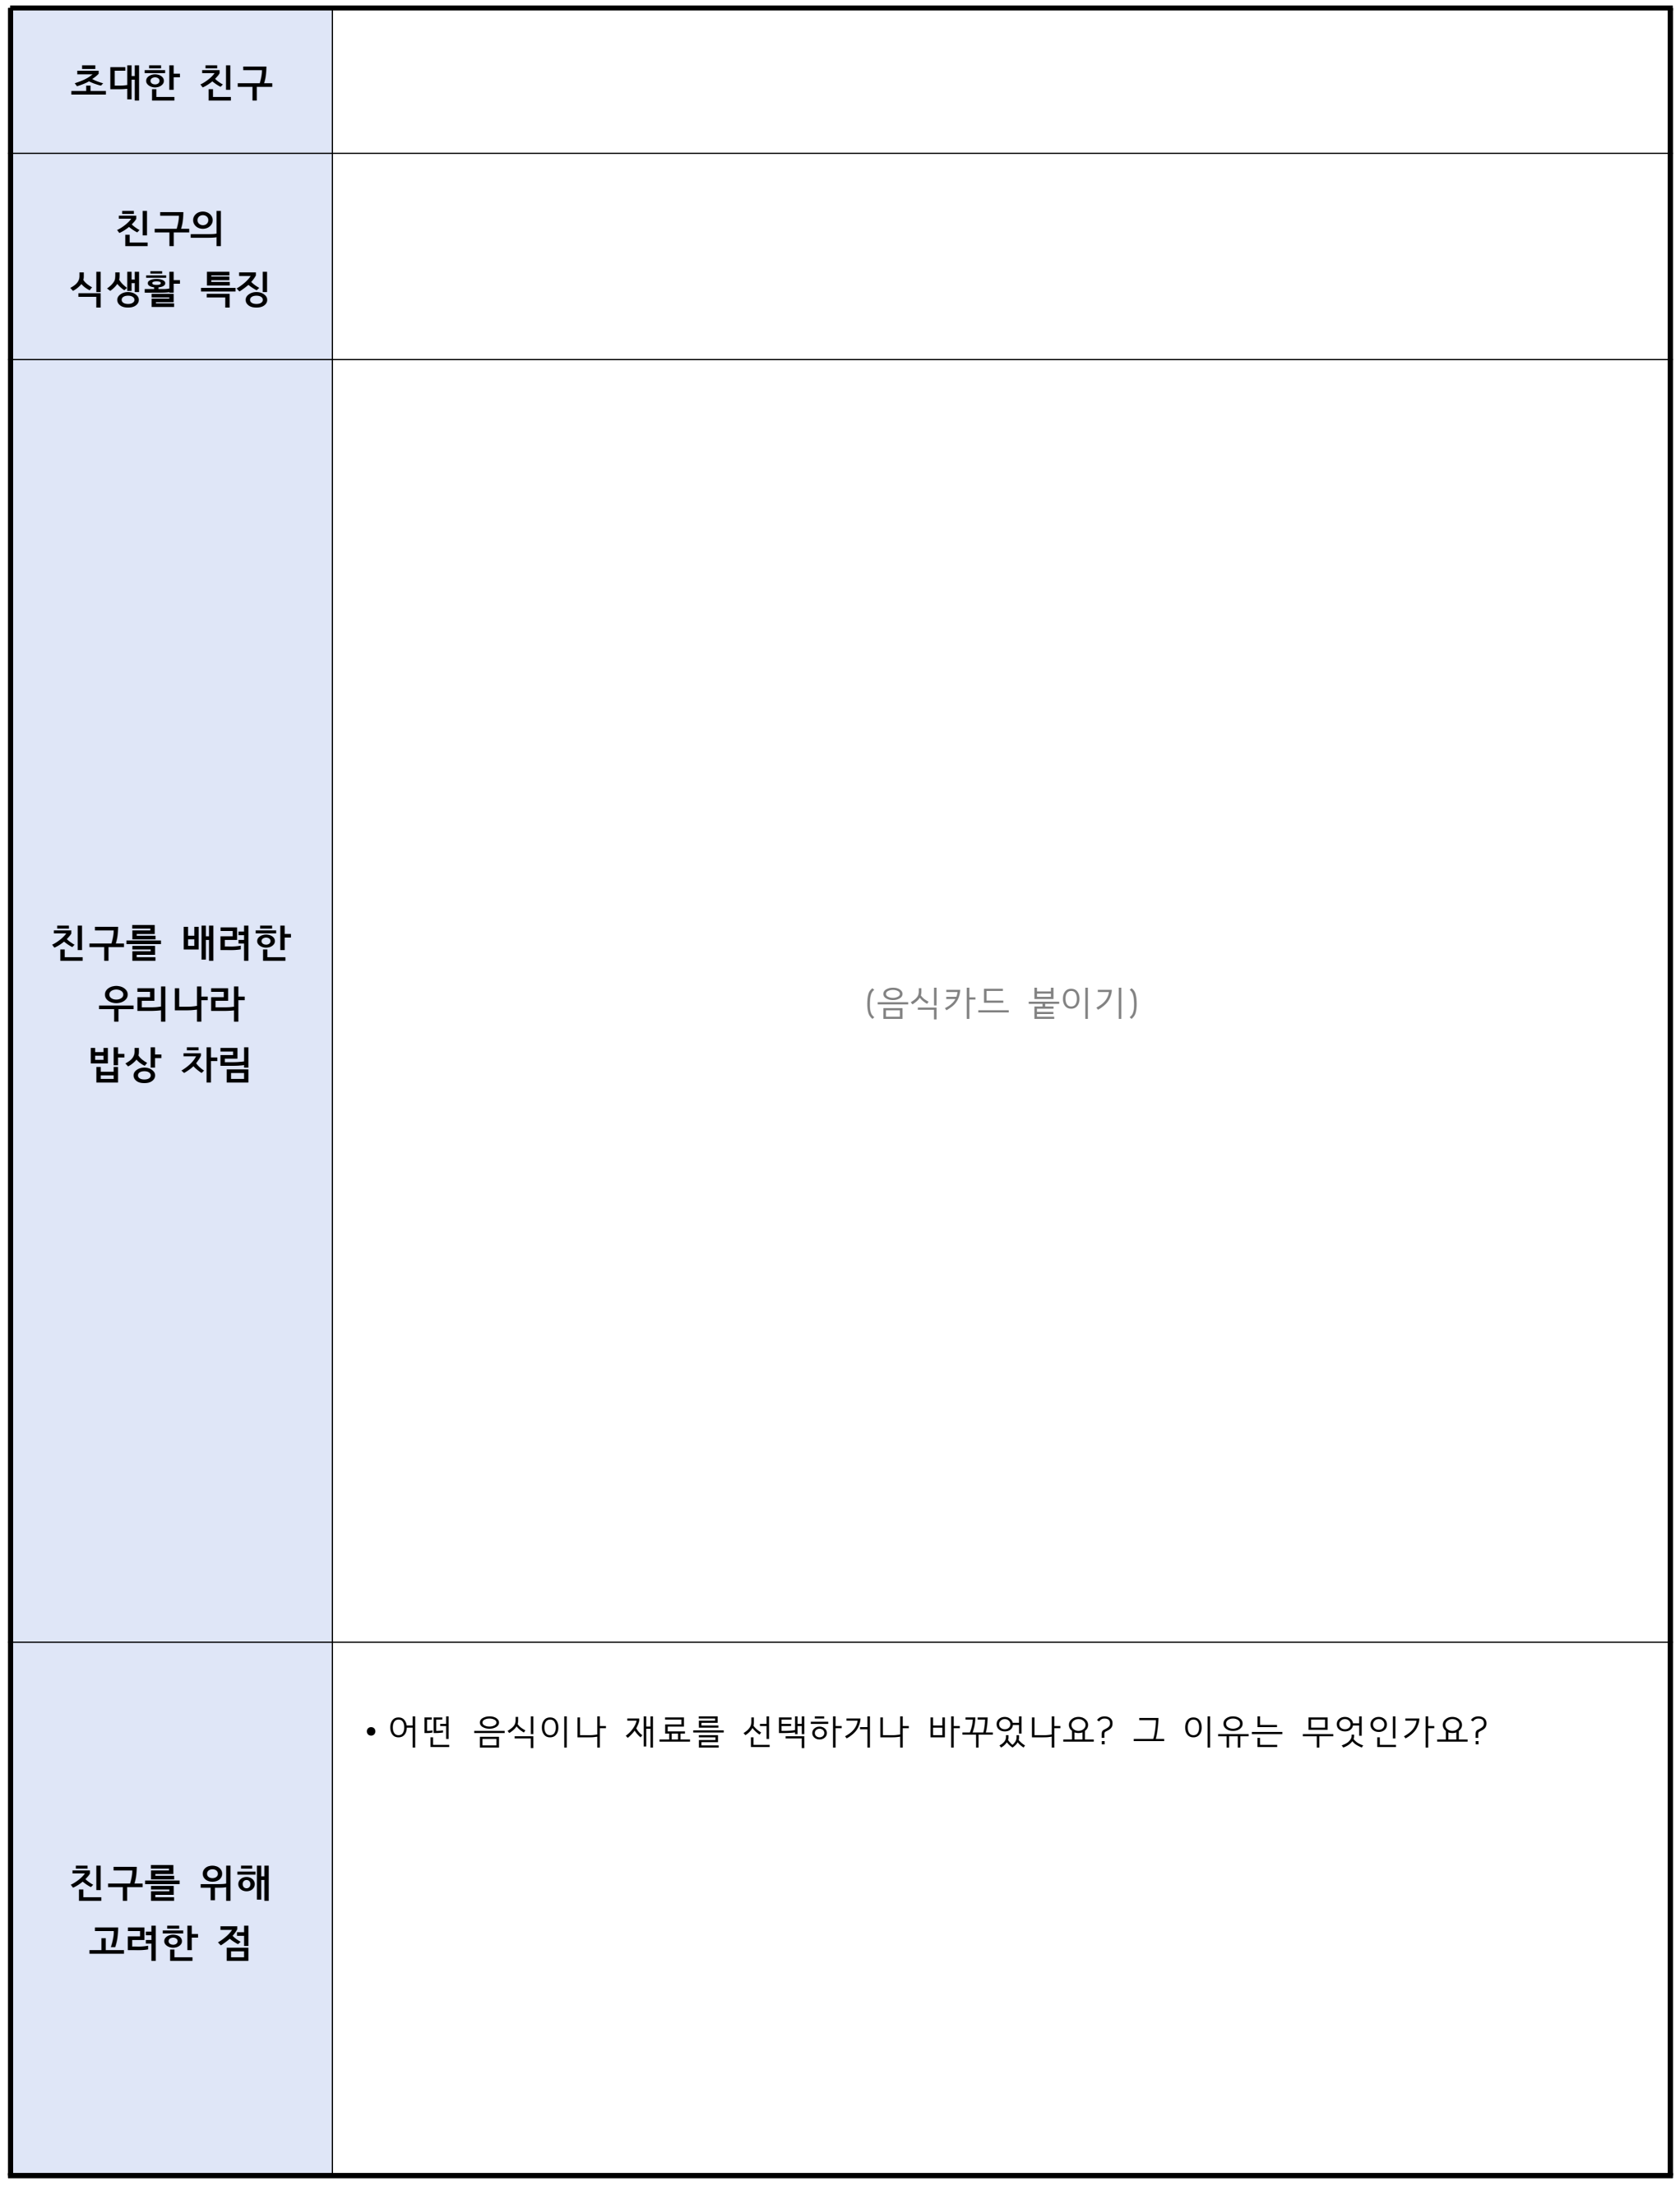 초대한 친구
친구의
식생활 특징
친구를 배려한
우리나라
밥상 차림
(음식카드 붙이기)
• 어떤 음식이나 재료를 선택하거나 바꾸었나요? 그 이유는 무엇인가요?
친구를 위해
고려한 점